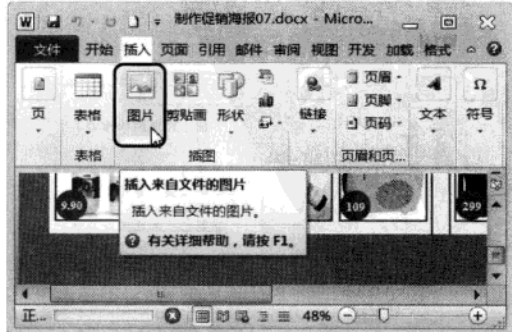 制作促销海报07.docx - Micro...
文件 开始 插入 页面 引用 邮件 审阅 视图 开发 加载 格式
页 表格 图片 剪贴画 形状 链接 页眉 页脚 页码 文本 符号
表格 插图 页眉和页...
插入来自文件的图片
插入来自文件的图片。
有关详细帮助，请按 F1。
9.90 109 299
正... 48%